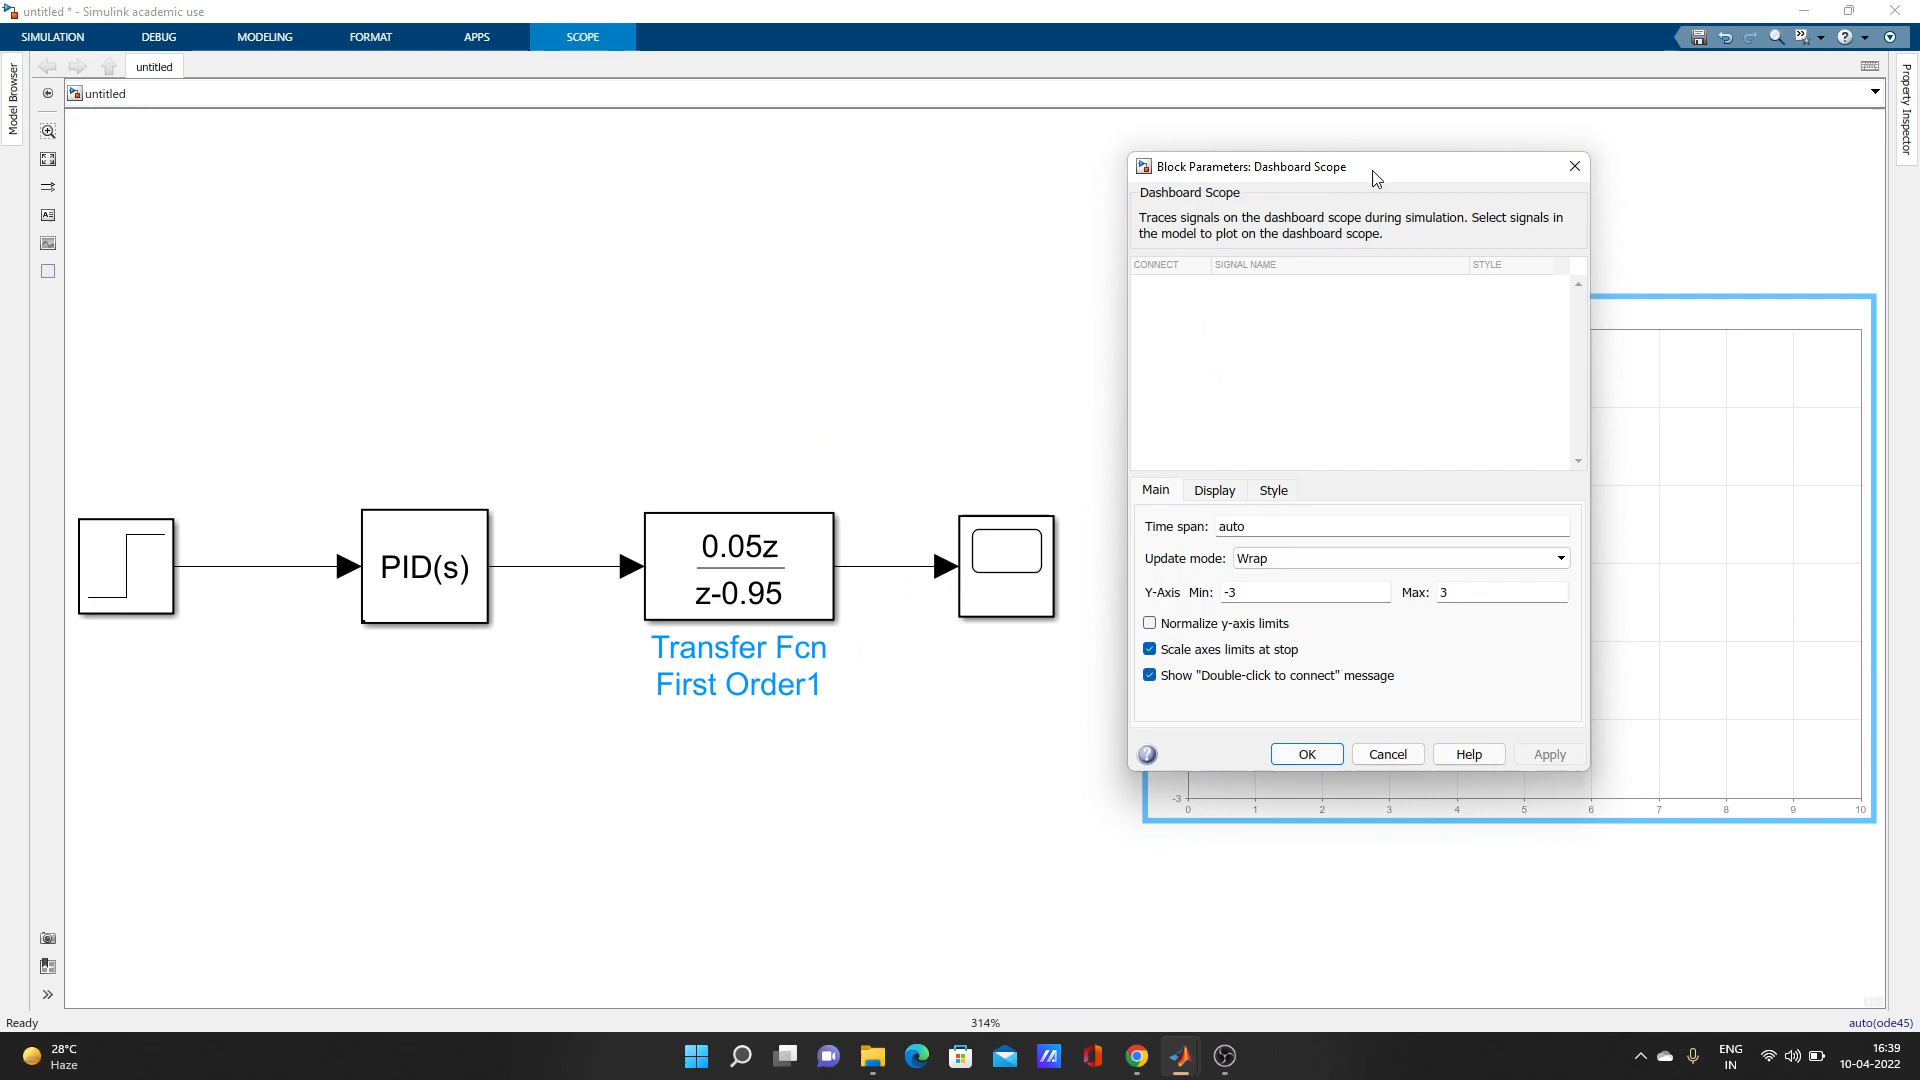 untitled * - Simulink academic use
SIMULATION DEBUG MODELING FORMAT APPS SCOPE
Model Browser
untitled
untitled
Property Inspector
Block Parameters: Dashboard Scope
Dashboard Scope
Traces signals on the dashboard scope during simulation. Select signals in
the model to plot on the dashboard scope.
CONNECT SIGNAL NAME STYLE
Main Display Style
Time span: auto
Update mode: Wrap
Y-Axis Min: -3 Max: 3
Normalize y-axis limits
Scale axes limits at stop
Show "Double-click to connect" message
OK Cancel Help Apply
PID(s)
0.05z
z-0.95
Transfer Fcn
First Order1
-3
0 1 2 3 4 5 6 7 8 9 10
Ready 314% auto(ode45)
28°C
Haze
ENG
IN
16:39
10-04-2022